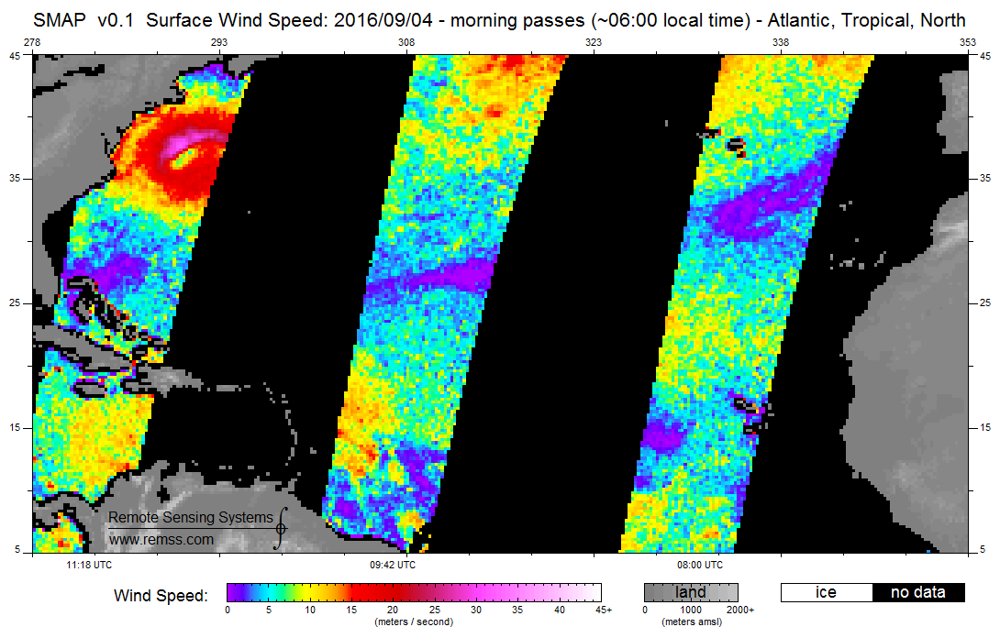 SMAP v0.1 Surface Wind Speed: 2016/09/04 - morning passes (~06:00 local time) - Atlantic, Tropical, North
278 293 308 323 338 353
45 45
35 35
25 25
15 15
5 5
Remote Sensing Systems
www.remss.com
11:18 UTC 09:42 UTC 08:00 UTC
Wind Speed: land ice no data
0 5 10 15 20 25 30 35 40 45+ 0 1000 2000+
(meters / second) (meters amsl)